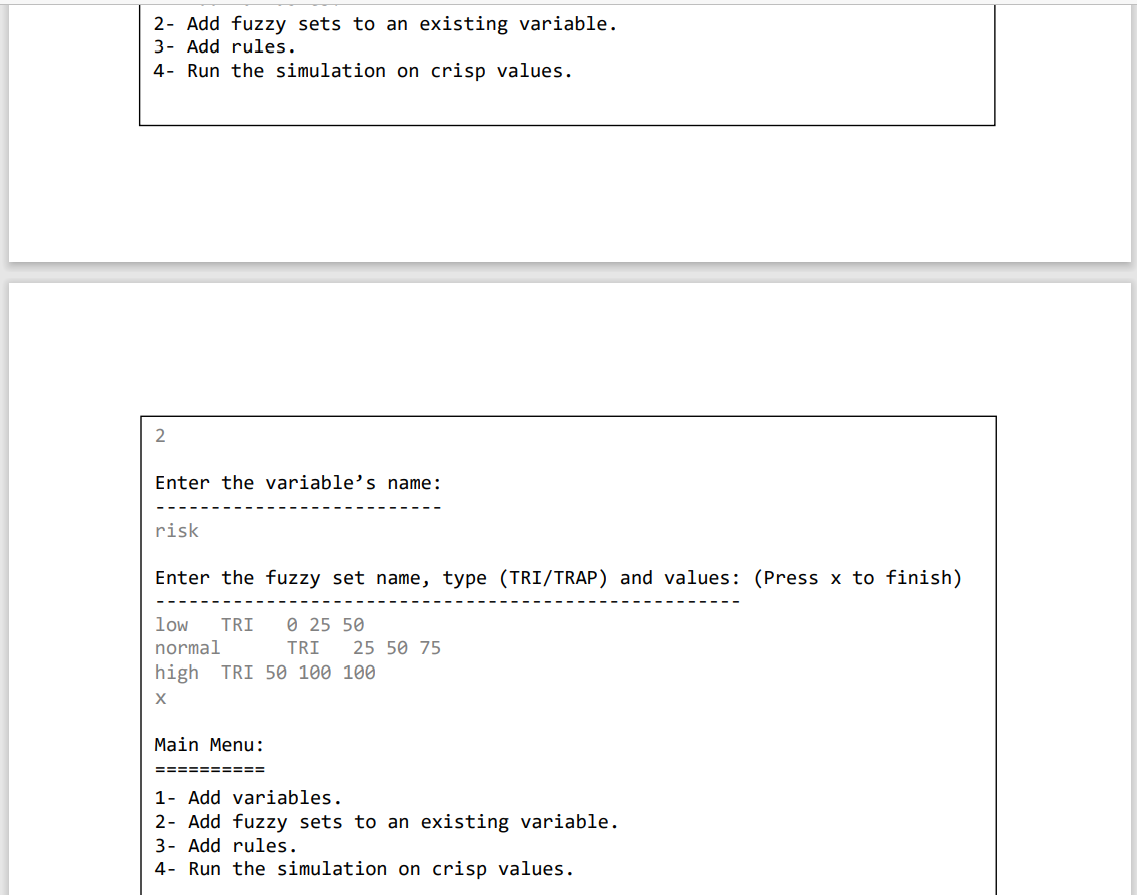 2- Add fuzzy sets to an existing variable.
3- Add rules.
4- Run the simulation on crisp values.
2
Enter the variable’s name:
--------------------------
risk
Enter the fuzzy set name, type (TRI/TRAP) and values: (Press x to finish)
-----------------------------------------------------
low   TRI   0 25 50
normal      TRI   25 50 75
high  TRI 50 100 100
x
Main Menu:
==========
1- Add variables.
2- Add fuzzy sets to an existing variable.
3- Add rules.
4- Run the simulation on crisp values.